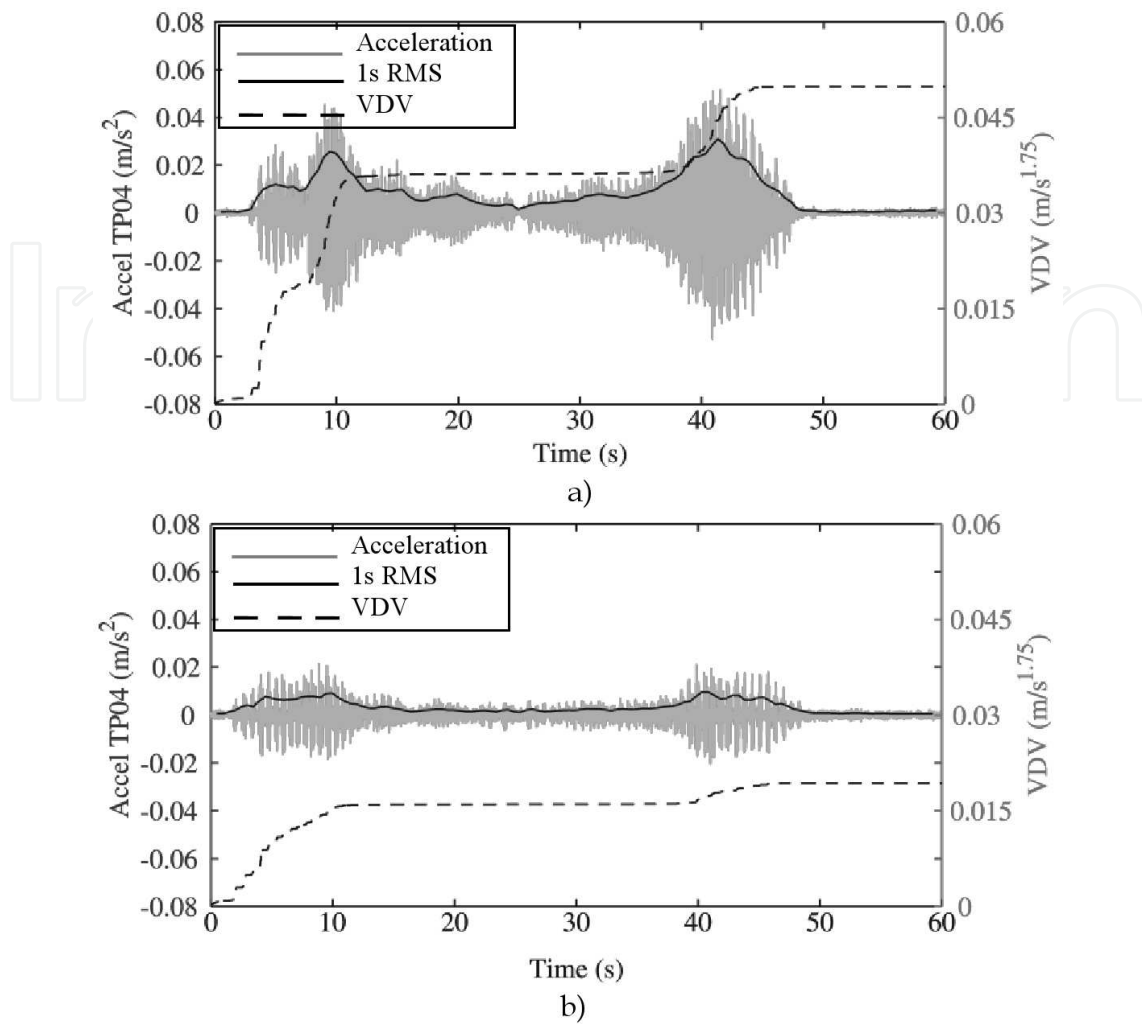 0.08
0.06
0.04
0.02
0
-0.02
-0.04
-0.06
-0.08
Accel TP04 (m/s²)
Acceleration
1s RMS
VDV
0.06
0.045
0.03
0.015
0
VDV (m/s^1.75)
0 10 20 30 40 50 60
Time (s)
a)
0.08
0.06
0.04
0.02
0
-0.02
-0.04
-0.06
-0.08
Accel TP04 (m/s²)
Acceleration
1s RMS
VDV
0.06
0.045
0.03
0.015
0
VDV (m/s^1.75)
0 10 20 30 40 50 60
Time (s)
b)